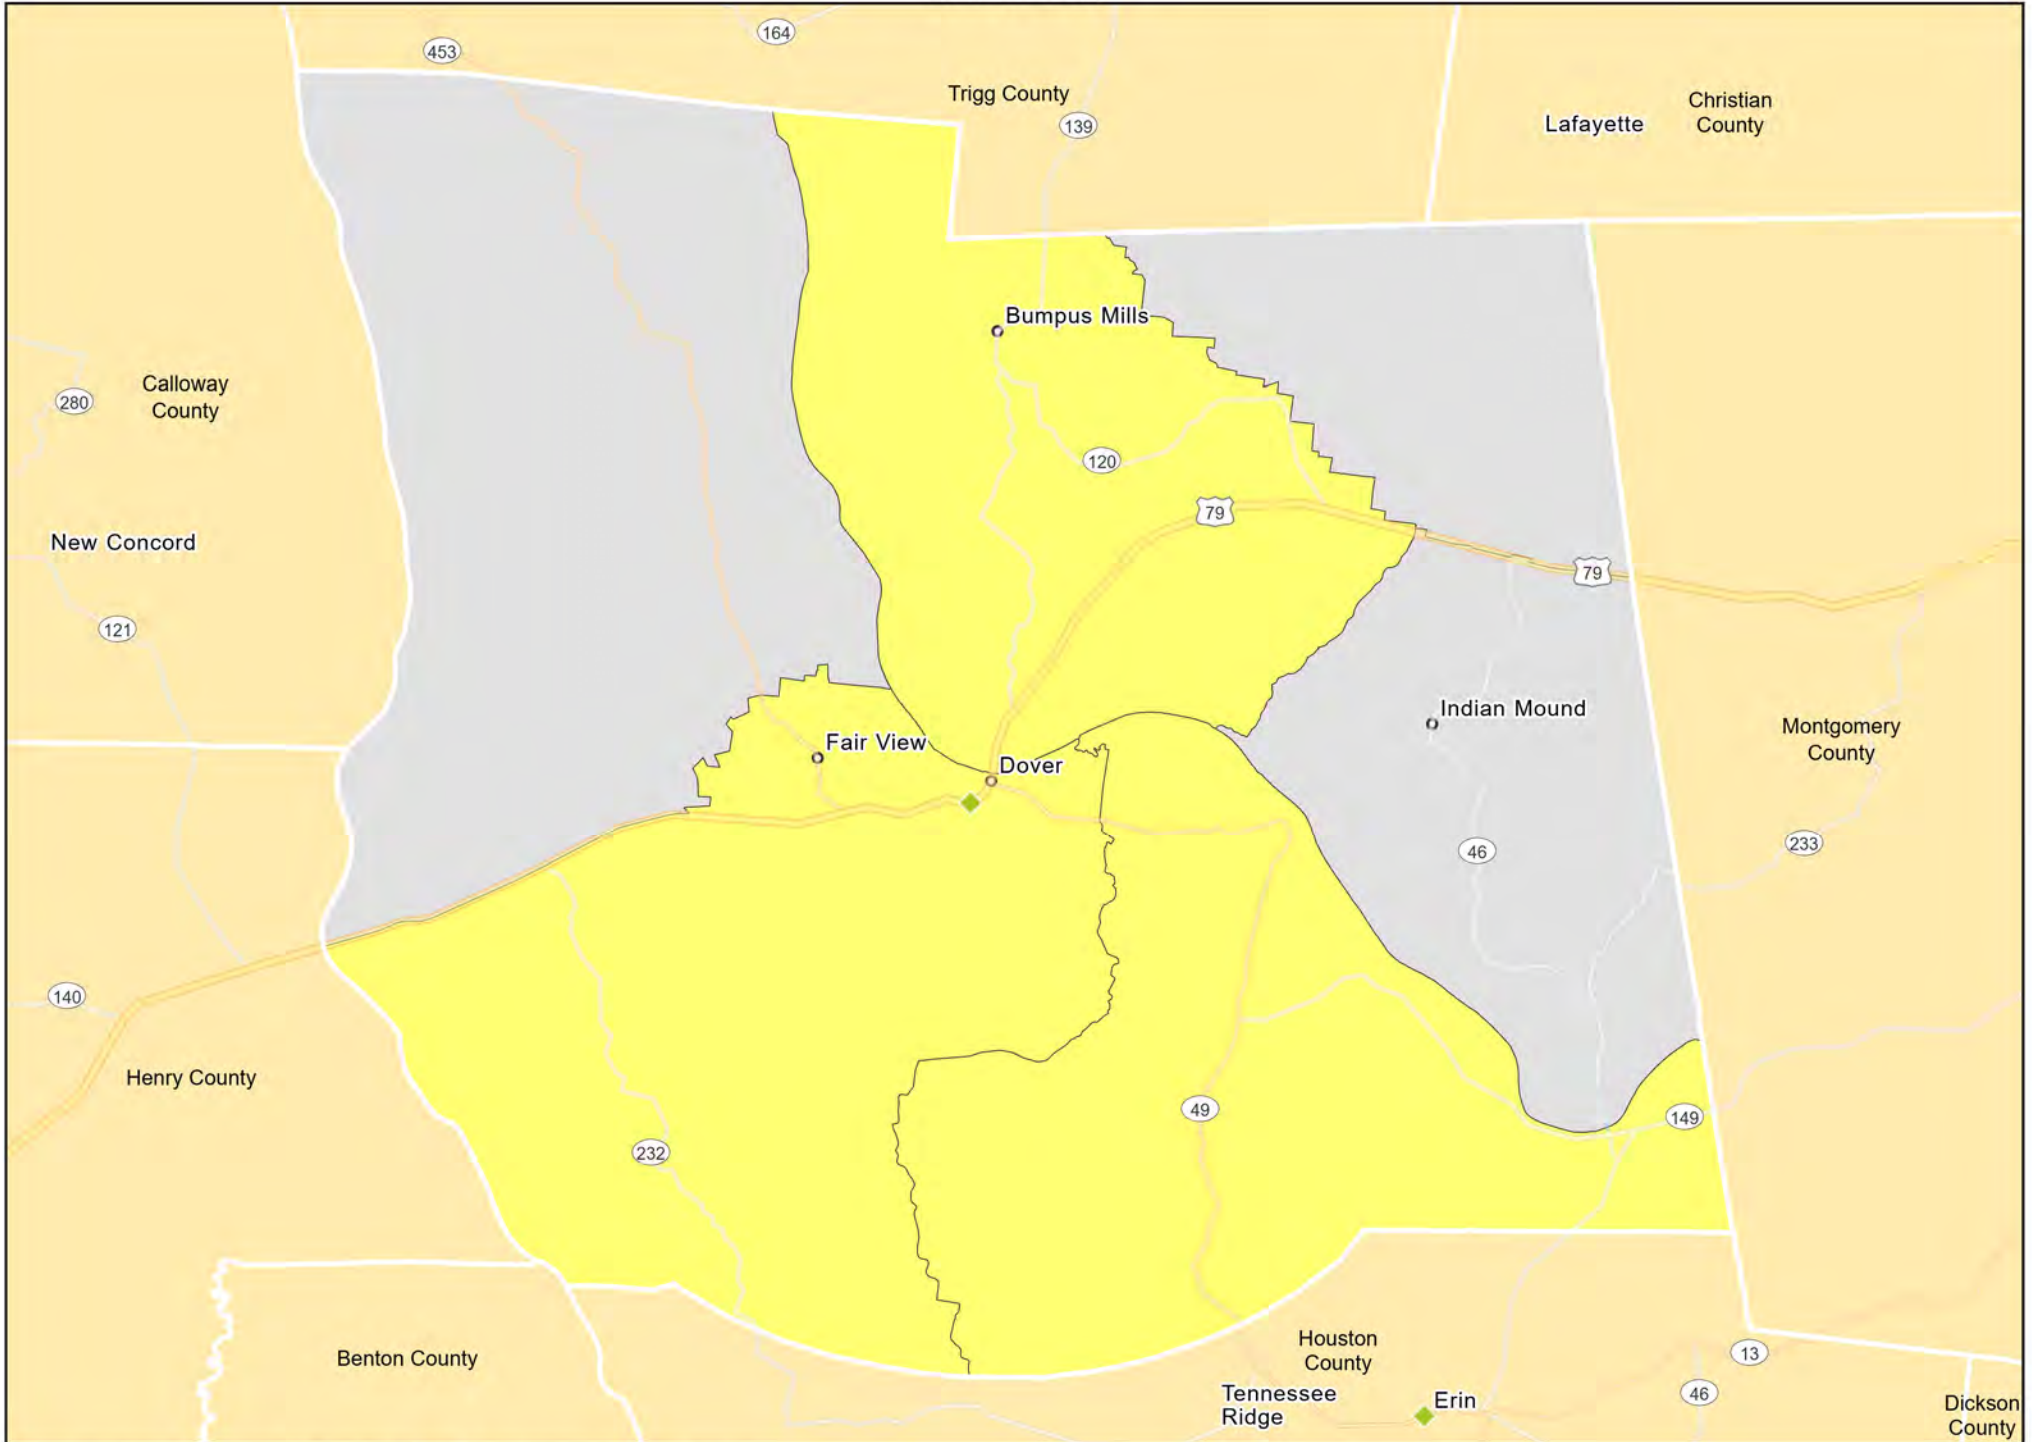 164
453
Trigg County
Christian
County
Lafayette
139
Bumpus Mills
Calloway
County
280
120
79
New Concord
79
121
Indian Mound
Montgomery
County
Fair View
Dover
46
233
140
Henry County
49
149
232
Houston
County
13
Benton County
Tennessee
Ridge
Erin
46
Dickson
County